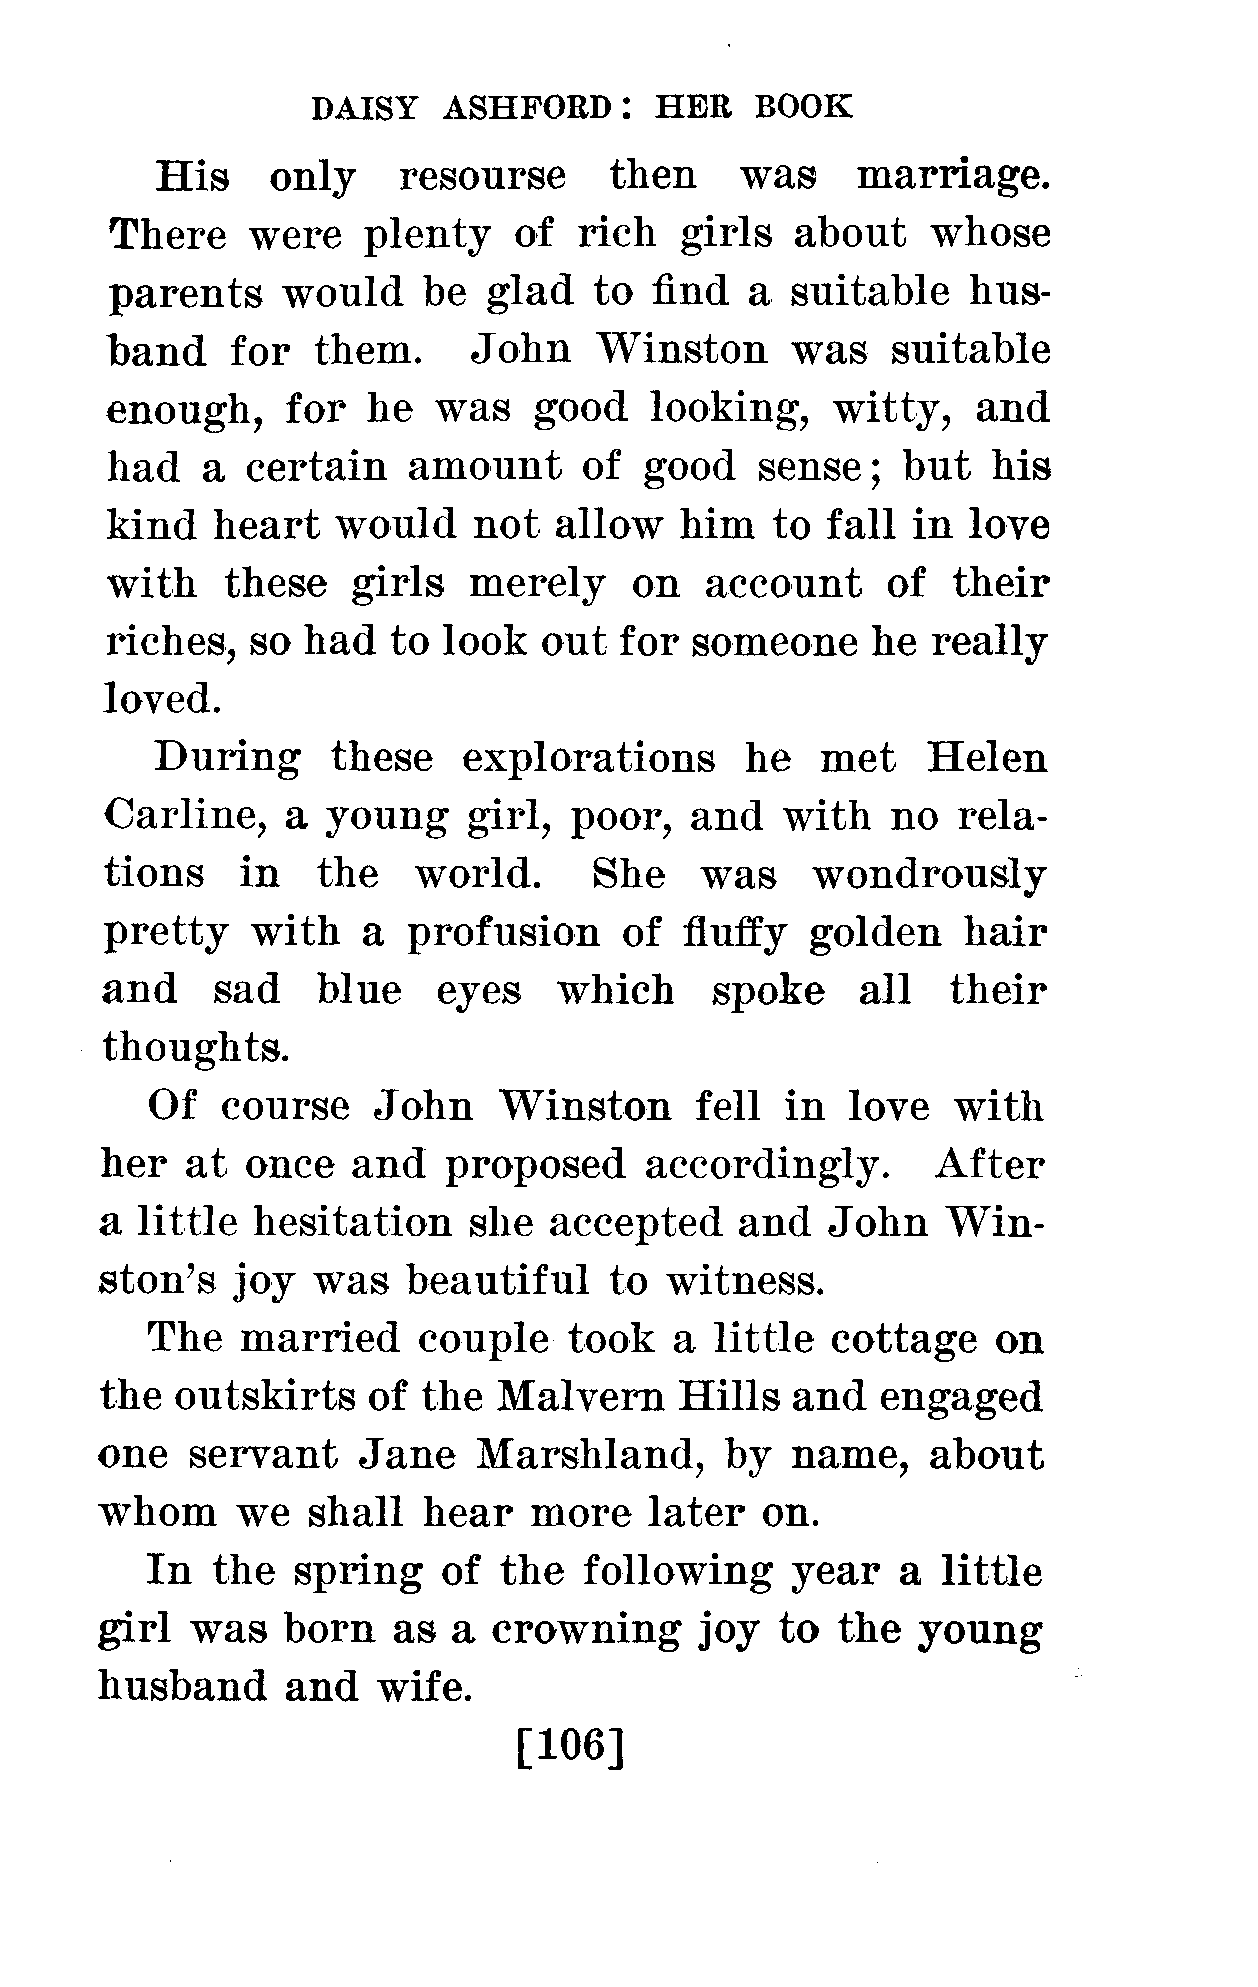 DAISY ASHFORD: HER BOOK
His only resourse then was marriage.
There were plenty of rich girls about whose
parents would be glad to find a suitable hus-
band for them. John Winston was suitable
enough, for he was good looking, witty, and
had a certain amount of good sense; but his
kind heart would not allow him to fall in love
with these girls merely on account of their
riches, so had to look out for someone he really
loved.
During these explorations he met Helen
Carline, a young girl, poor, and with no rela-
tions in the world. She was wondrously
pretty with a profusion of fluffy golden hair
and sad blue eyes which spoke all their
thoughts.
Of course John Winston fell in love with
her at once and proposed accordingly. After
a little hesitation she accepted and John Win-
ston's joy was beautiful to witness.
The married couple took a little cottage on
the outskirts of the Malvern Hills and engaged
one servant Jane Marshland, by name, about
whom we shall hear more later on.
In the spring of the following year a little
girl was born as a crowning joy to the young
husband and wife.
[106]